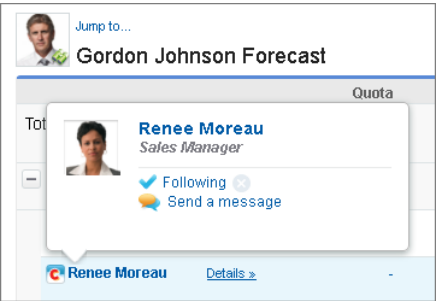 Jump to...
Gordon Johnson Forecast
Quota
Tot
Renee Moreau
Sales Manager
Following
Send a message
Renee Moreau Details » -